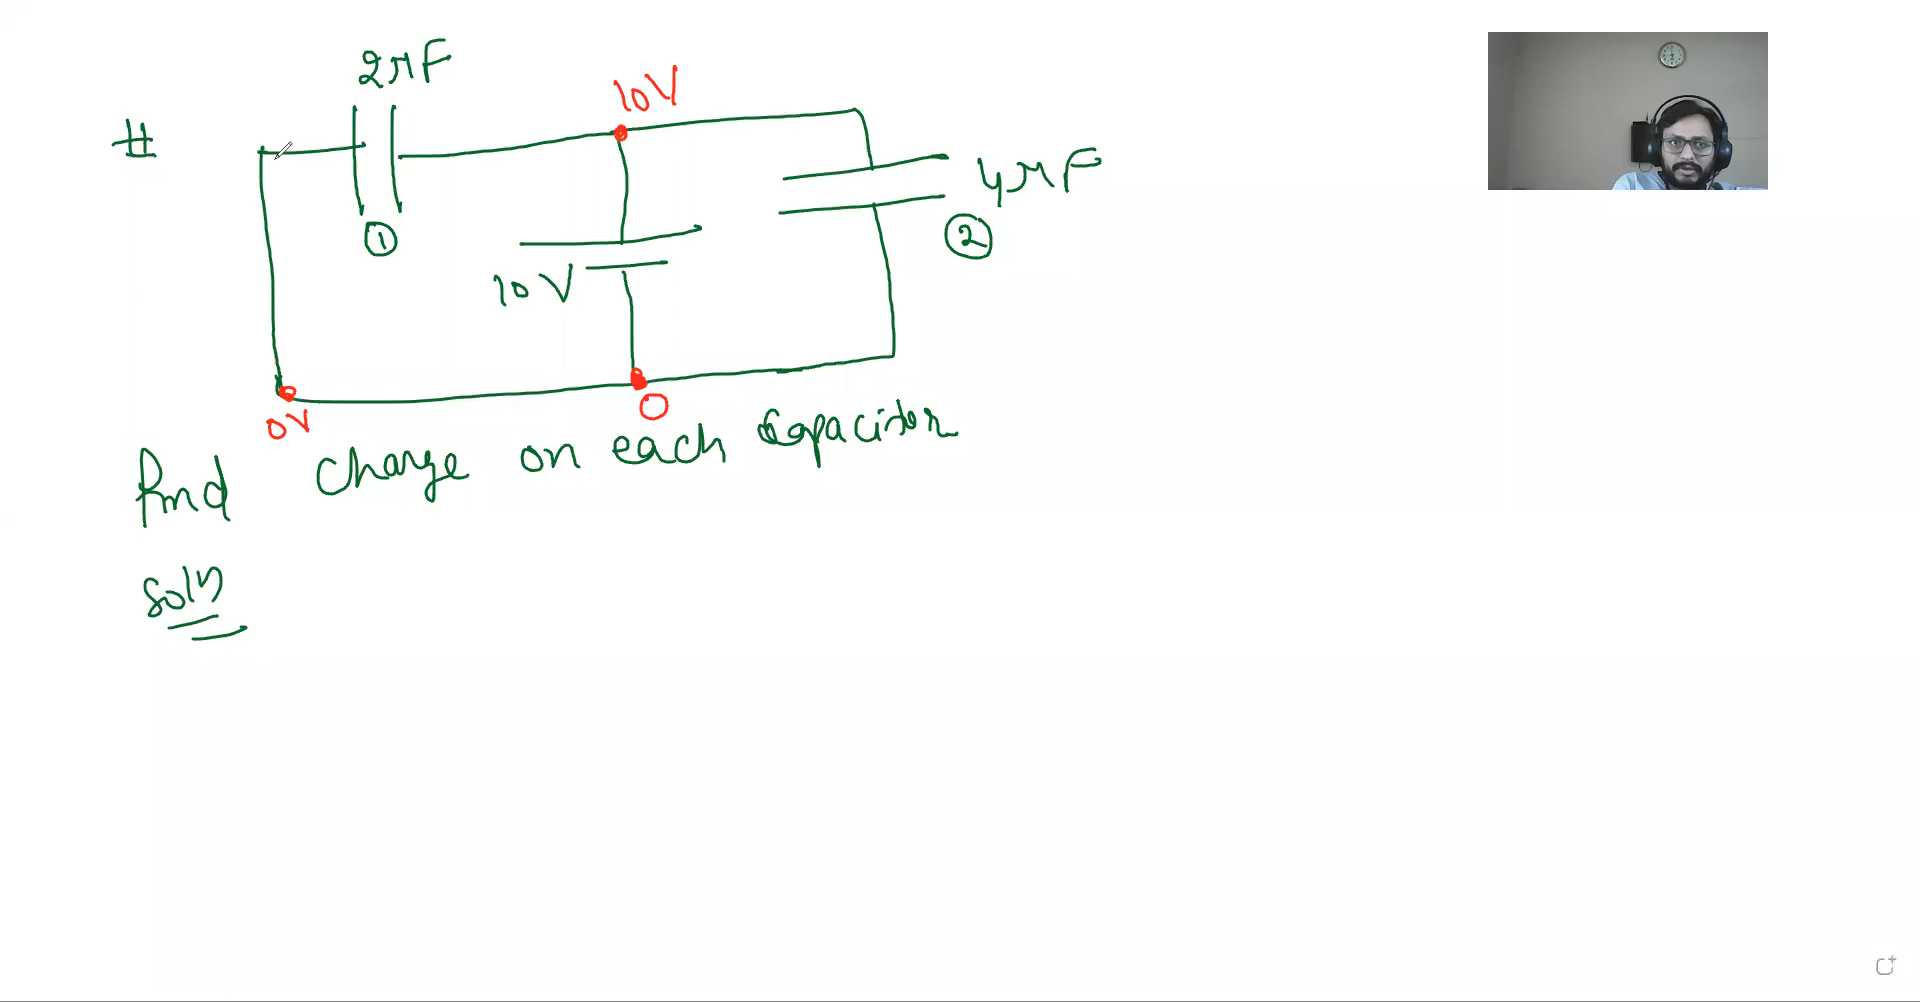 2μF
10V
#
4μF
①
②
10V
0V
0
Find charge on each capacitor
soln